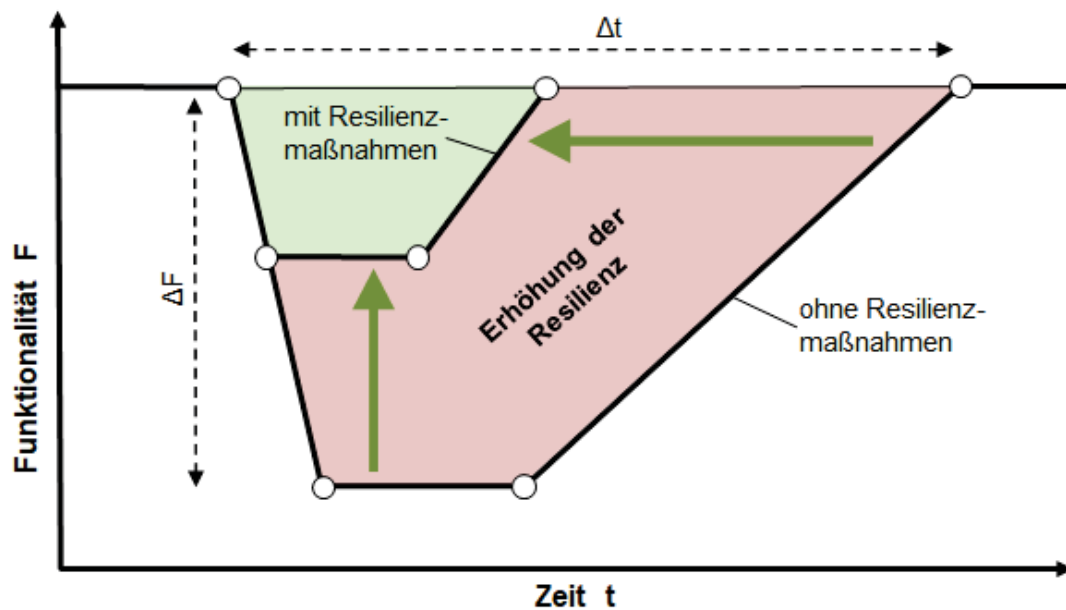 Δt
mit Resilienz-
maßnahmen
Erhöhung der
Resilienz
ΔF
ohne Resilienz-
maßnahmen
Funktionalität F
Zeit t